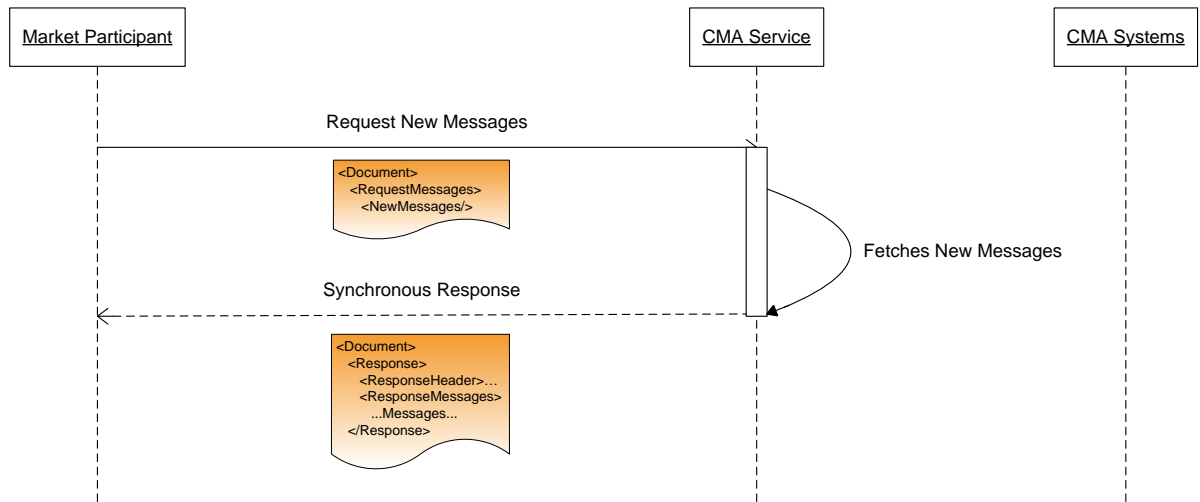 Market Participant
CMA Service
CMA Systems
Request New Messages
<Document>
<RequestMessages>
<NewMessages/>
Fetches New Messages
Synchronous Response
<Document>
<Response>
<ResponseHeader>...
<ResponseMessages>
...Messages...
</Response>